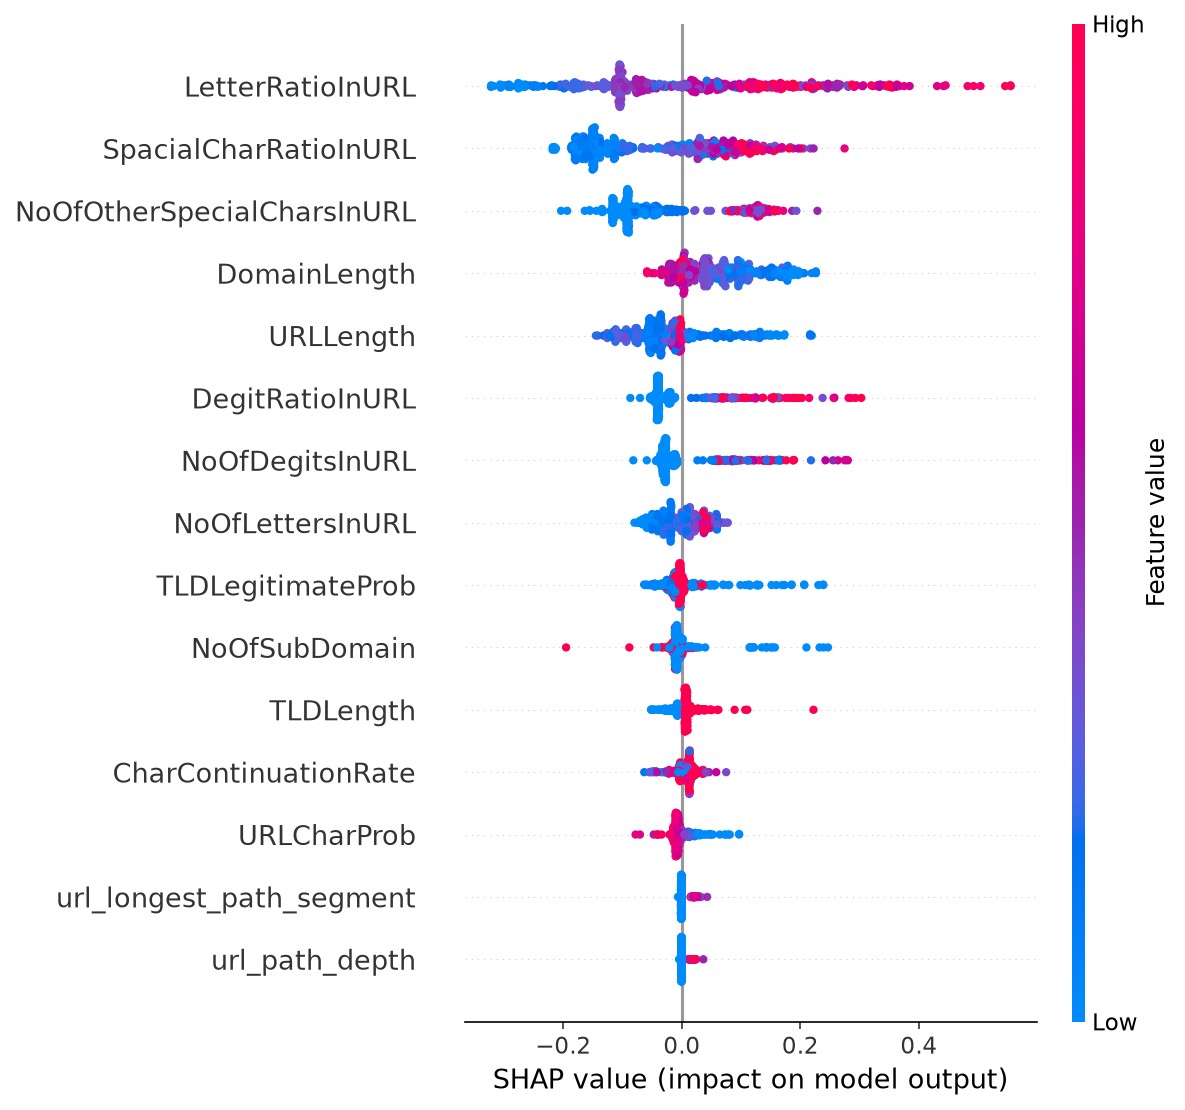 High
LetterRatioInURL
SpacialCharRatioInURL
NoOfOtherSpecialCharsInURL
DomainLength
URLLength
DegitRatioInURL
NoOfDegitsInURL
NoOfLettersInURL
TLDLegitimateProb
NoOfSubDomain
TLDLength
CharContinuationRate
URLCharProb
url_longest_path_segment
url_path_depth
Feature value
Low
−0.2 0.0 0.2 0.4
SHAP value (impact on model output)